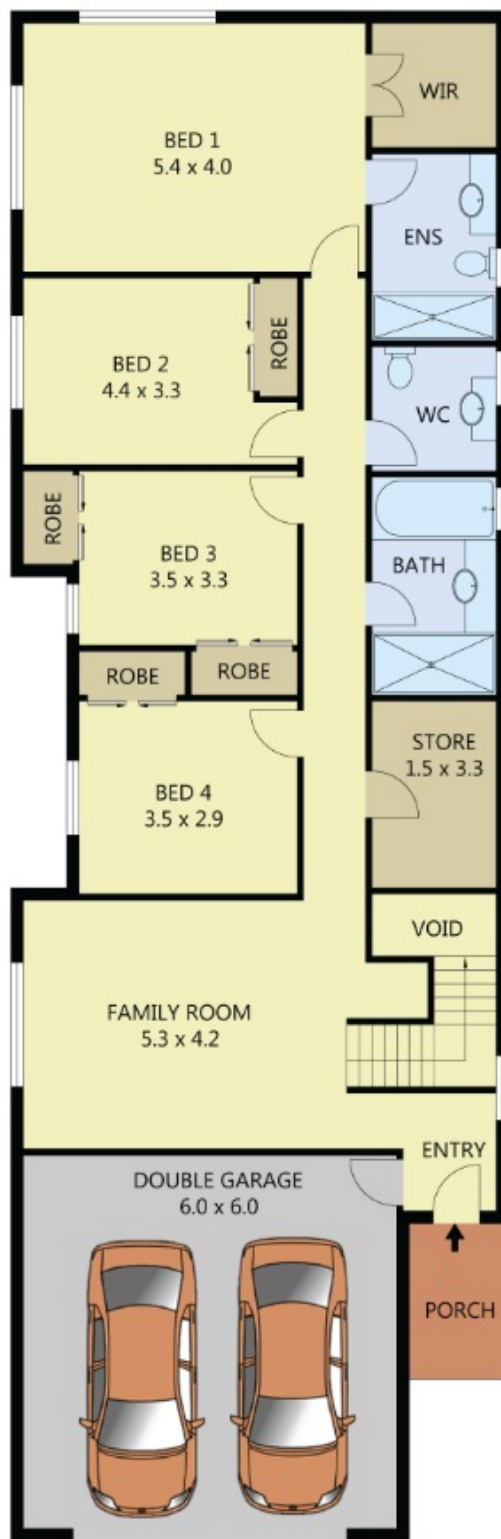 BED 1
5.4 x 4.0
WIR
ENS
BED 2
4.4 x 3.3
ROBE
WC
ROBE
BED 3
3.5 x 3.3
BATH
ROBE
ROBE
STORE
1.5 x 3.3
BED 4
3.5 x 2.9
VOID
FAMILY ROOM
5.3 x 4.2
ENTRY
DOUBLE GARAGE
6.0 x 6.0
PORCH